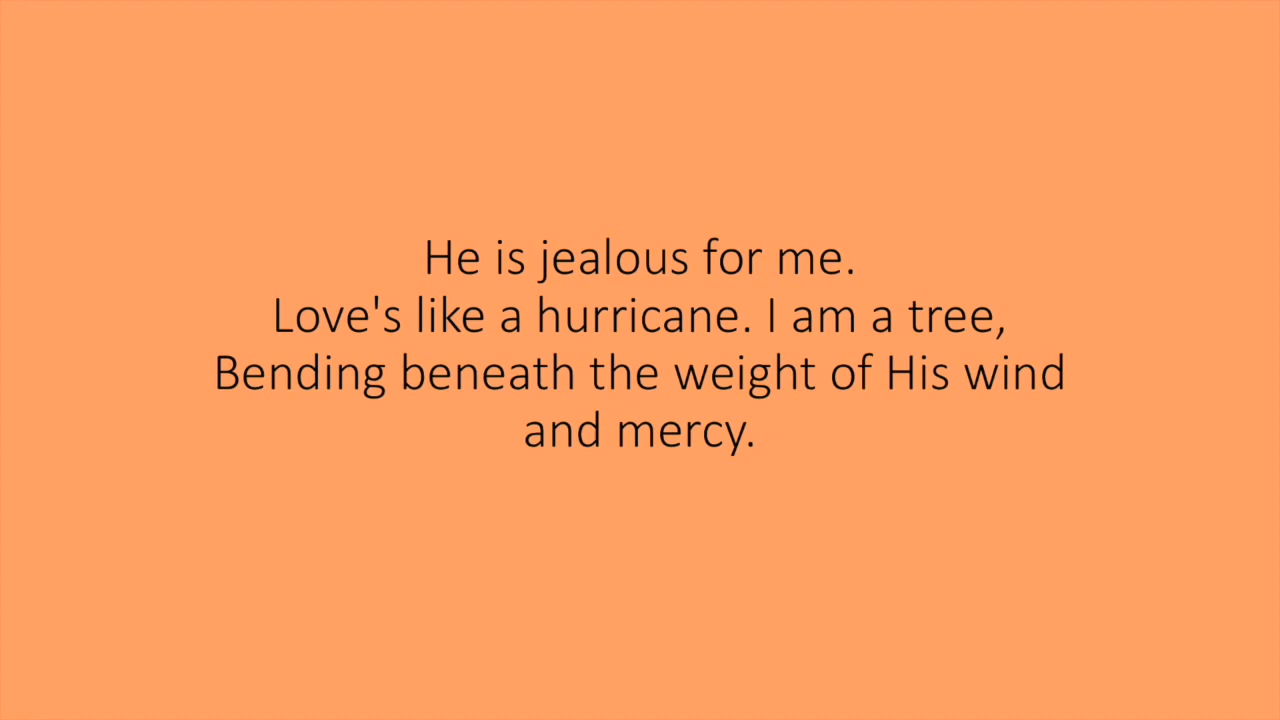 He is jealous for me.
Love's like a hurricane. I am a tree,
Bending beneath the weight of His wind
and mercy.